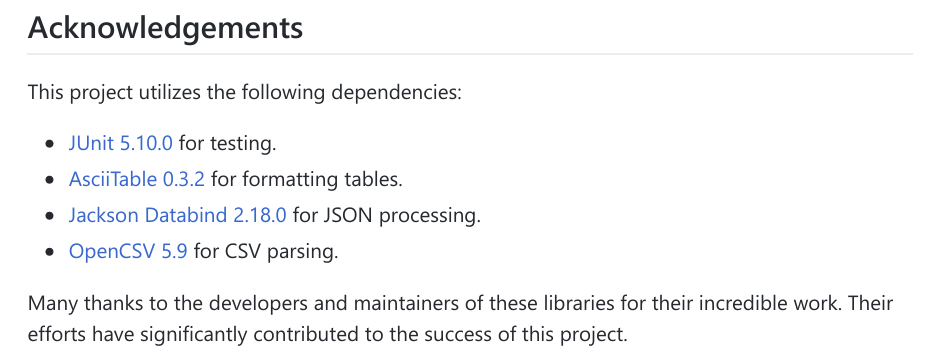 Acknowledgements
This project utilizes the following dependencies:
JUnit 5.10.0 for testing.
AsciiTable 0.3.2 for formatting tables.
Jackson Databind 2.18.0 for JSON processing.
OpenCSV 5.9 for CSV parsing.
Many thanks to the developers and maintainers of these libraries for their incredible work. Their
efforts have significantly contributed to the success of this project.